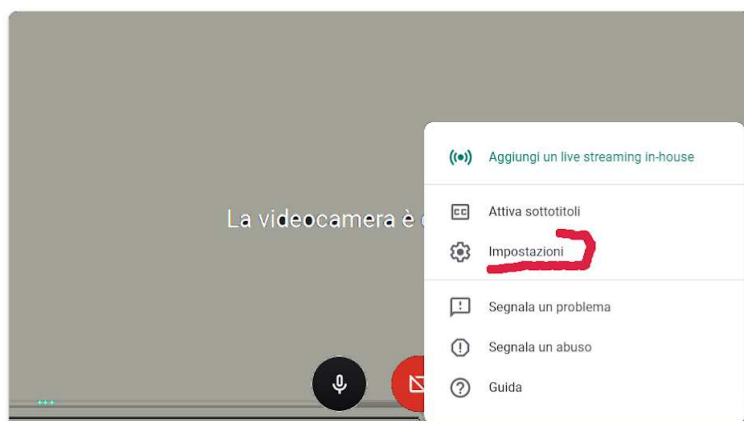 Aggiungi un live streaming in-house
La videocamera è
Attiva sottotitoli
Impostazioni
Segnala un problema
Segnala un abuso
Guida